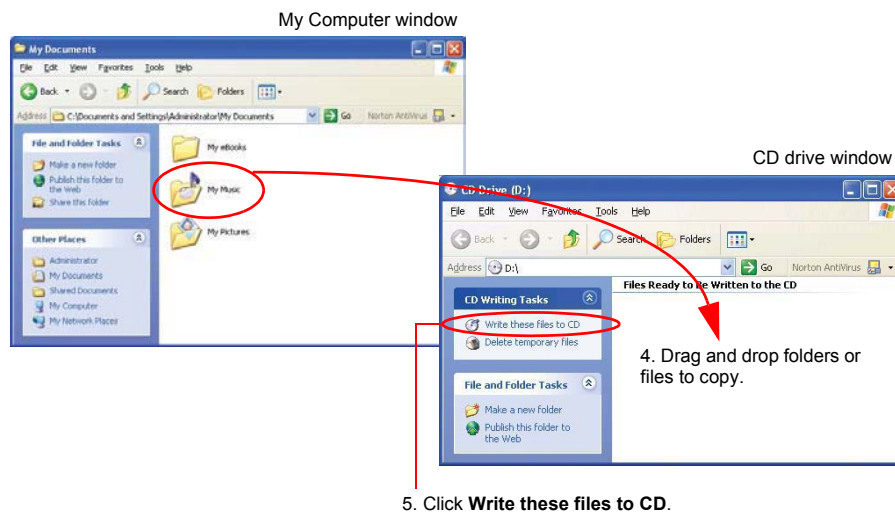 My Computer window
My Documents
File Edit View Favorites Tools Help
Back Search Folders
Address C:\Documents and Settings\Administrator\My Documents Go Norton AntiVirus
File and Folder Tasks
Make a new folder
Publish this folder to
the Web
Share this folder
Other Places
Administrator
My Documents
Shared Documents
My Computer
My Network Places
My eBooks
My Music
My Pictures
CD drive window
CD Drive (D:)
File Edit View Favorites Tools Help
Back Search Folders
Address D:\ Go Norton AntiVirus
Files Ready to Be Written to the CD
CD Writing Tasks
Write these files to CD
Delete temporary files
File and Folder Tasks
Make a new folder
Publish this folder to
the Web
4. Drag and drop folders or
files to copy.
5. Click Write these files to CD.